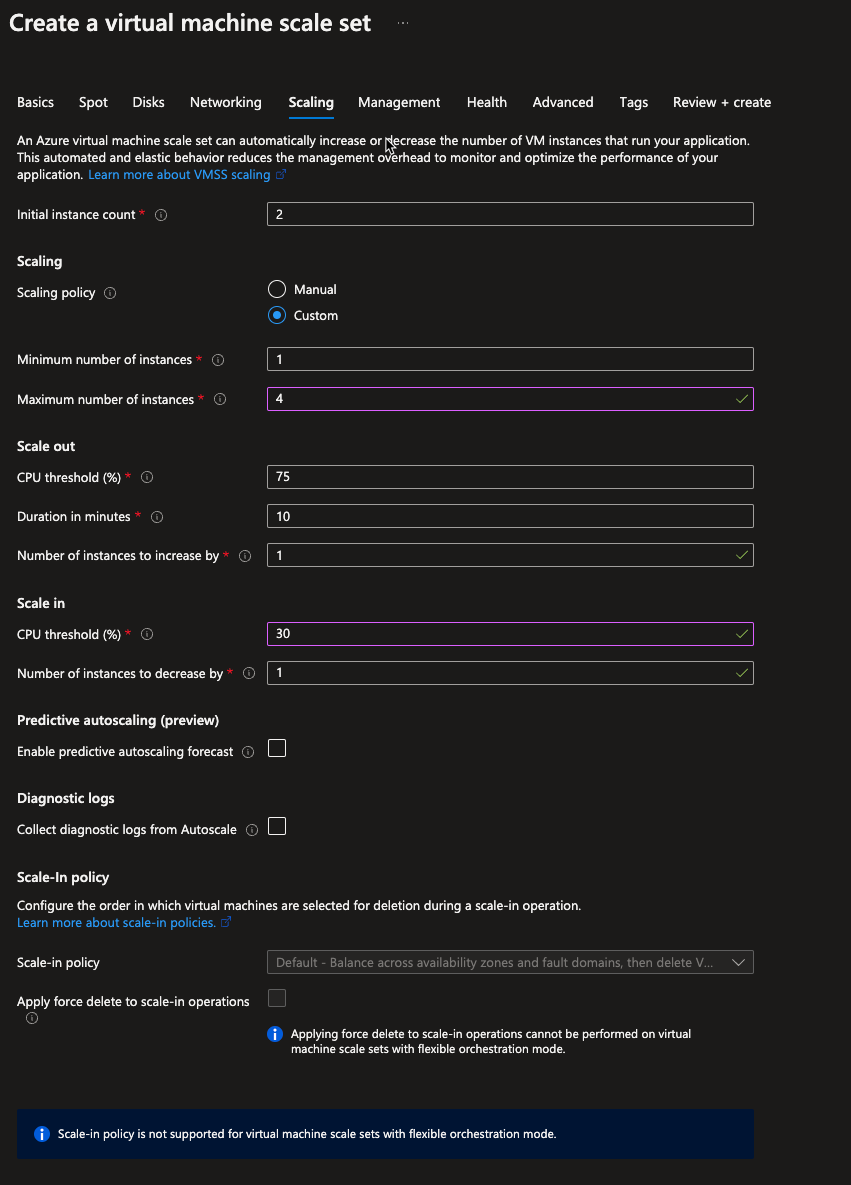 Create a virtual machine scale set ...
Basics Spot Disks Networking Scaling Management Health Advanced Tags Review + create
An Azure virtual machine scale set can automatically increase or decrease the number of VM instances that run your application.
This automated and elastic behavior reduces the management overhead to monitor and optimize the performance of your
application. Learn more about VMSS scaling
Initial instance count * 2
Scaling
Scaling policy Manual
Custom
Minimum number of instances * 1
Maximum number of instances * 4
Scale out
CPU threshold (%) * 75
Duration in minutes * 10
Number of instances to increase by * 1
Scale in
CPU threshold (%) * 30
Number of instances to decrease by * 1
Predictive autoscaling (preview)
Enable predictive autoscaling forecast
Diagnostic logs
Collect diagnostic logs from Autoscale
Scale-In policy
Configure the order in which virtual machines are selected for deletion during a scale-in operation.
Learn more about scale-in policies.
Scale-in policy Default - Balance across availability zones and fault domains, then delete V...
Apply force delete to scale-in operations
Applying force delete to scale-in operations cannot be performed on virtual
machine scale sets with flexible orchestration mode.
Scale-in policy is not supported for virtual machine scale sets with flexible orchestration mode.